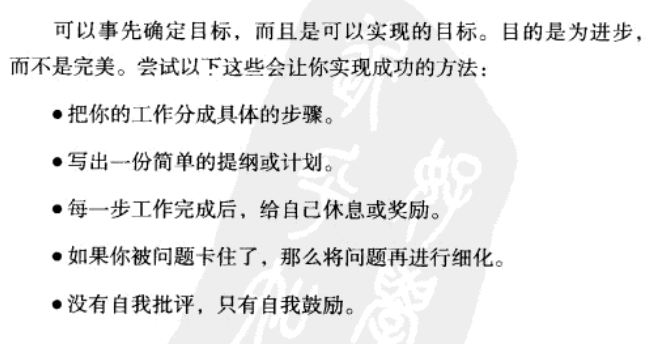 可以事先确定目标，而且是可以实现的目标。目的是为进步，
而不是完美。尝试以下这些会让你实现成功的方法：
●把你的工作分成具体的步骤。
●写出一份简单的提纲或计划。
●每一步工作完成后，给自己休息或奖励。
●如果你被问题卡住了，那么将问题再进行细化。
●没有自我批评，只有自我鼓励。